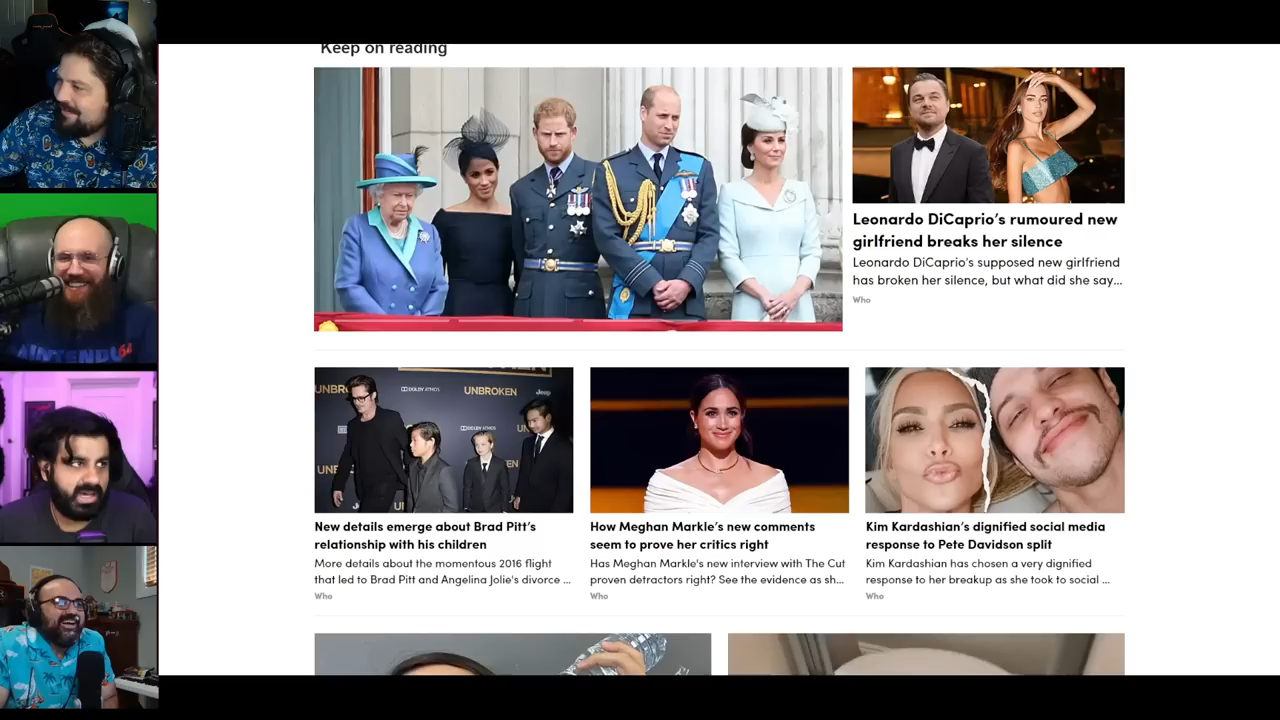 Keep on reading
Leonardo DiCaprio's rumoured new
girlfriend breaks her silence
Leonardo DiCaprio's supposed new girlfriend
has broken her silence, but what did she say...
Who
UNBROKEN
DOLBY ATMOS
UNBROKEN
Jeep
New details emerge about Brad Pitt's
relationship with his children
More details about the momentous 2016 flight
that led to Brad Pitt and Angelina Jolie's divorce ...
Who
How Meghan Markle's new comments
seem to prove her critics right
Has Meghan Markle's new interview with The Cut
proven detractors right? See the evidence as sh...
Who
Kim Kardashian's dignified social media
response to Pete Davidson split
Kim Kardashian has chosen a very dignified
response to her breakup as she took to social ...
Who